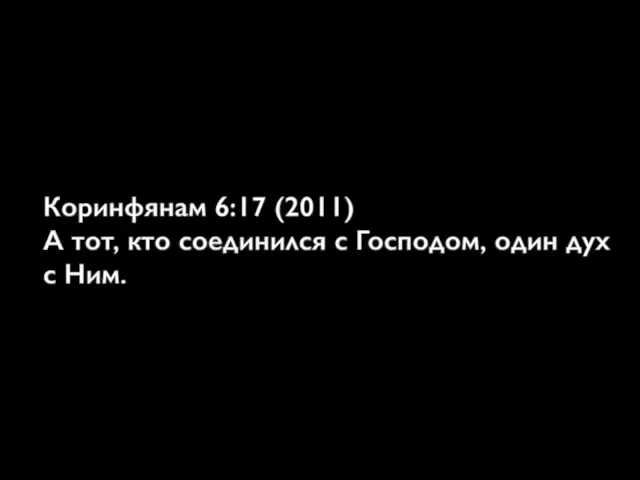 Коринфянам 6:17 (2011)
А тот, кто соединился с Господом, один дух
с Ним.